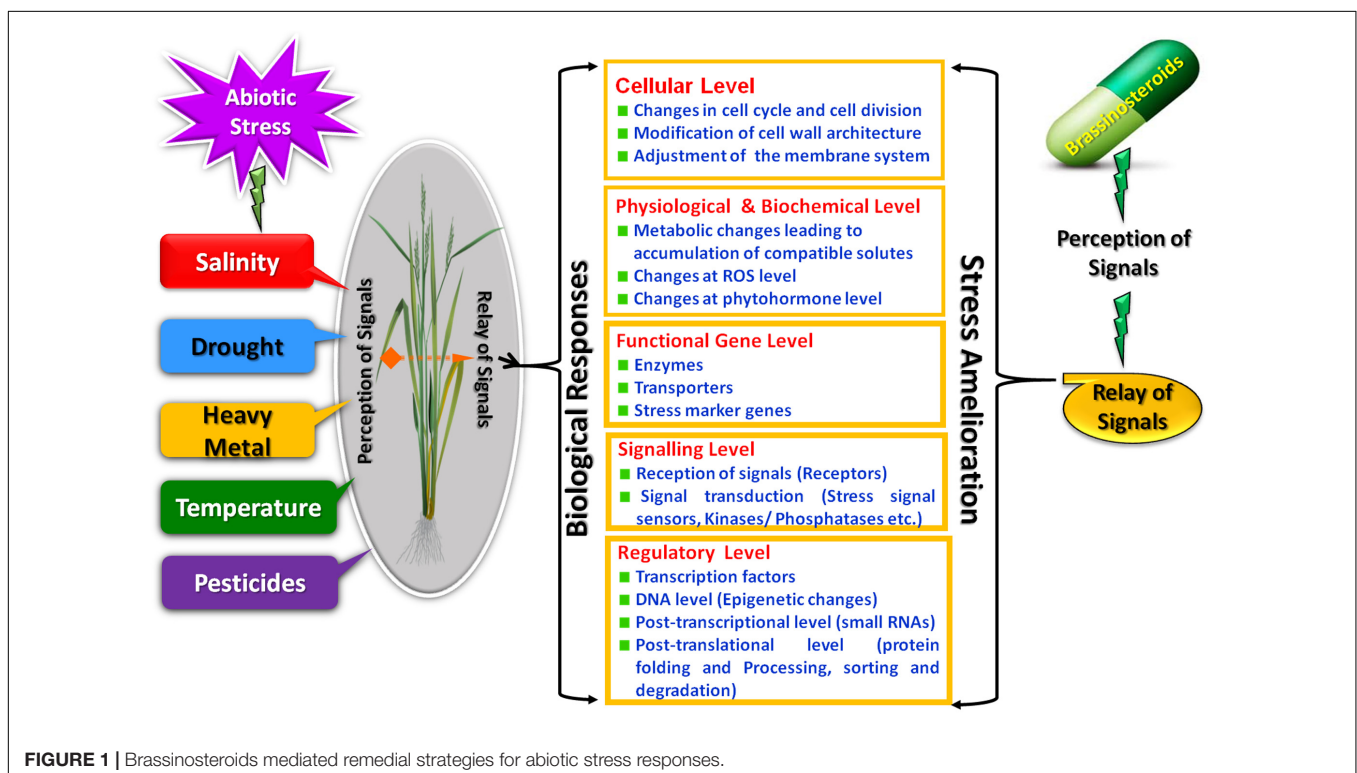 Abiotic
Stress
Salinity
Drought
Heavy
Metal
Temperature
Pesticides
Perception of Signals
Relay of Signals
Biological Responses
Cellular Level
Changes in cell cycle and cell division
Modification of cell wall architecture
Adjustment of the membrane system
Physiological & Biochemical Level
Metabolic changes leading to
accumulation of compatible solutes
Changes at ROS level
Changes at phytohormone level
Functional Gene Level
Enzymes
Transporters
Stress marker genes
Signalling Level
Reception of signals (Receptors)
Signal transduction (Stress signal
sensors, Kinases/ Phosphatases etc.)
Regulatory Level
Transcription factors
DNA level (Epigenetic changes)
Post-transcriptional level (small RNAs)
Post-translational level (protein
folding and Processing, sorting and
degradation)
Stress Amelioration
Brassinosteroids
Perception of
Signals
Relay of
Signals
FIGURE 1 | Brassinosteroids mediated remedial strategies for abiotic stress responses.